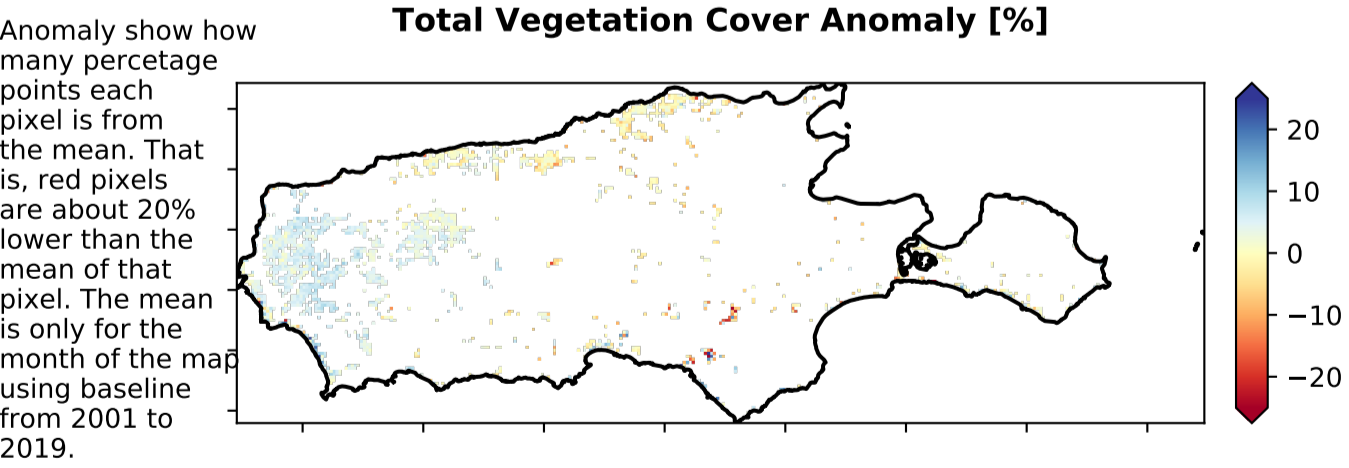 Total Vegetation Cover Anomaly [%]
Anomaly show how
many percetage
points each
pixel is from
the mean. That
is, red pixels
are about 20%
lower than the
mean of that
pixel. The mean
is only for the
month of the map
using baseline
from 2001 to
2019.
20
10
0
−10
−20